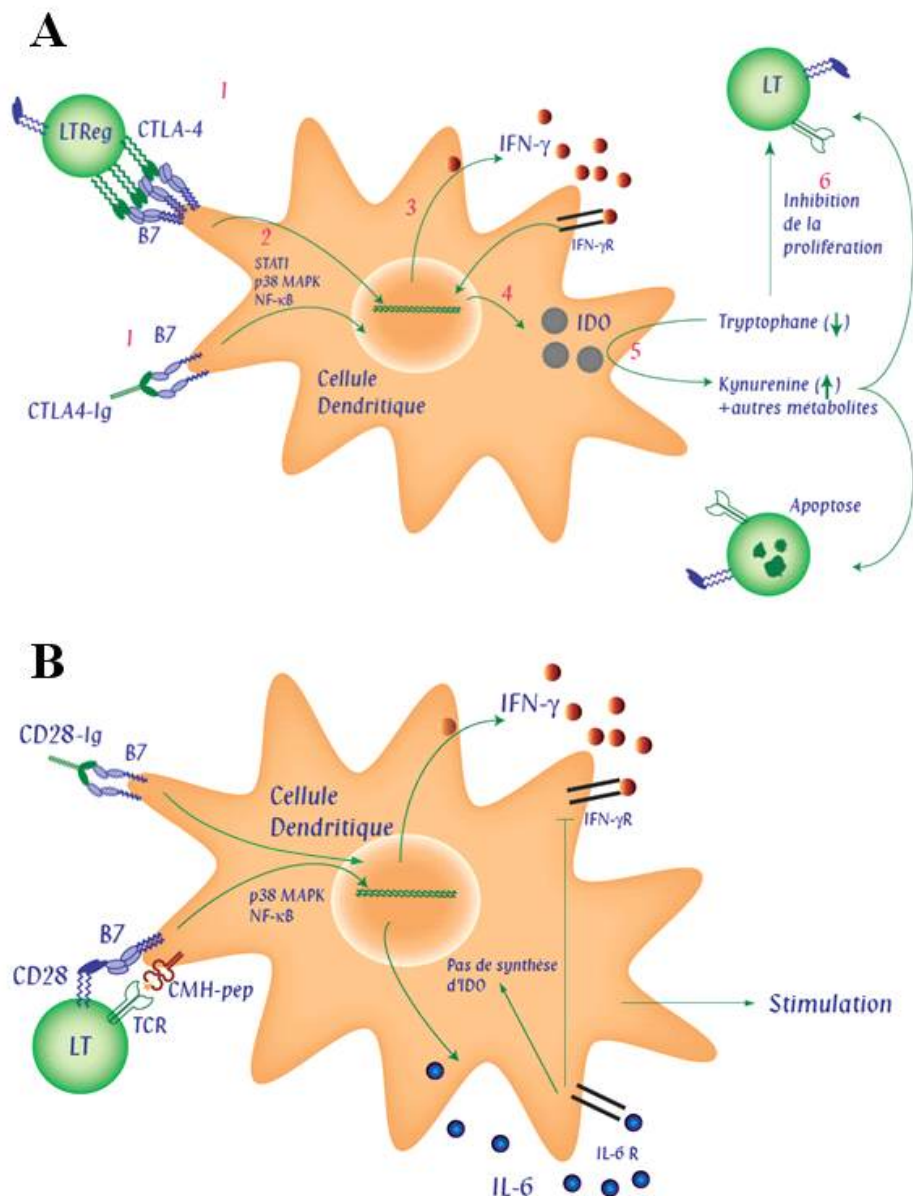 A
1
LTReg
CTLA-4
B7
2
STAT1
p38 MAPK
NF-κB
3
IFN-γ
IFN-γR
4
IDO
5
1
B7
CTLA4-Ig
Cellule
Dendritique
LT
6
Inhibition
de la
prolifération
Tryptophane (↓)
Kynurenine (↑)
+autres métabolites
Apoptose
B
CD28-Ig
B7
Cellule
Dendritique
IFN-γ
IFN-γR
p38 MAPK
NF-κB
B7
CD28
CMH-pep
TCR
LT
Pas de synthèse
d'IDO
Stimulation
IL-6 R
IL-6